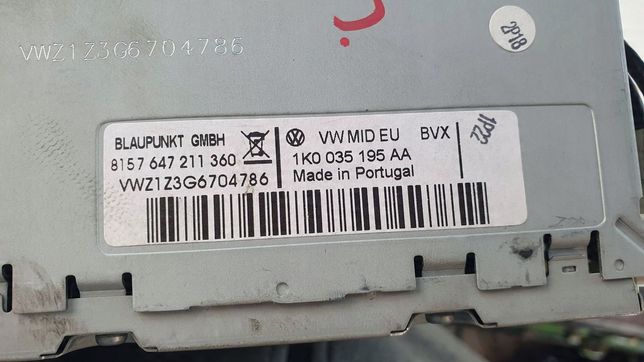 VWZ1Z3G6704786
2P18
1P22
BLAUPUNKT GMBH
8157 647 211 360
VWZ1Z3G6704786
VW MID EU BVX
1K0 035 195 AA
Made in Portugal